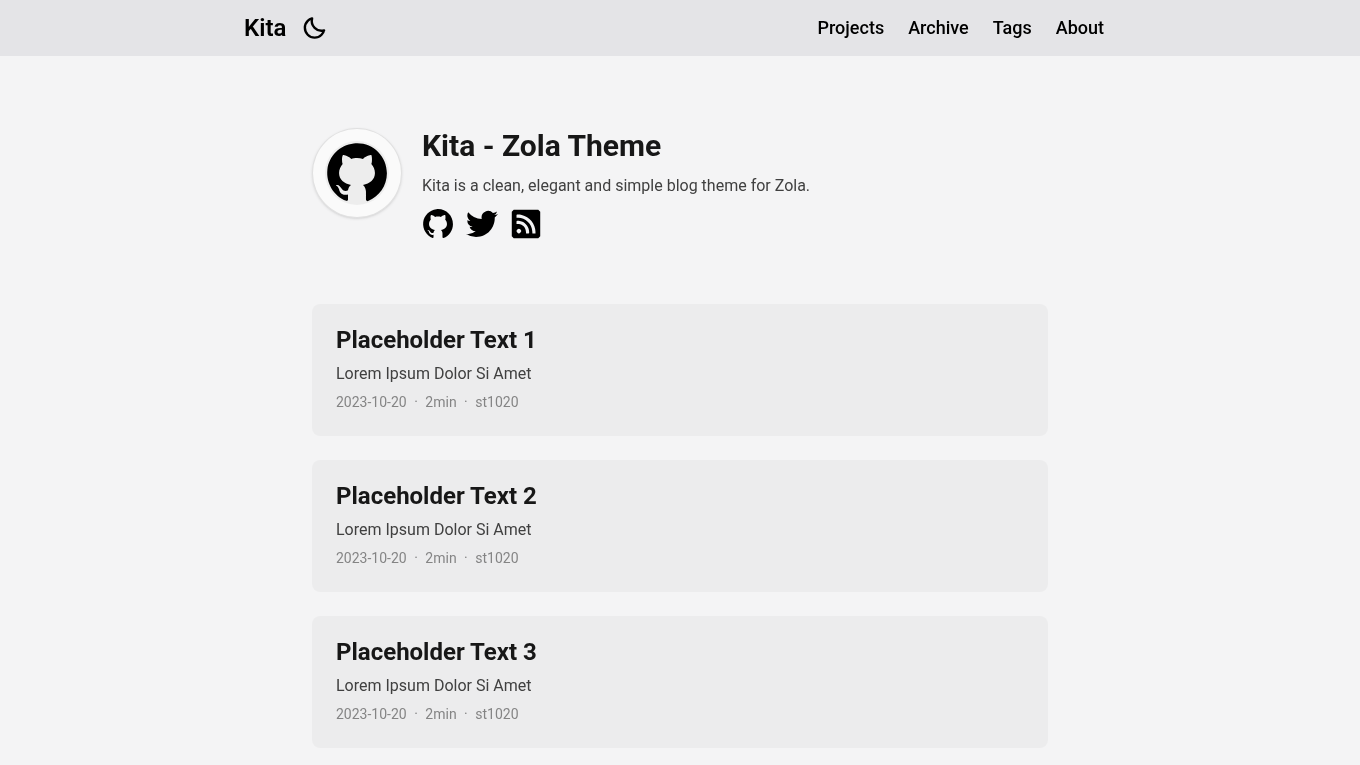 Kita
Projects Archive Tags About
Kita - Zola Theme
Kita is a clean, elegant and simple blog theme for Zola.
Placeholder Text 1
Lorem Ipsum Dolor Si Amet
2023-10-20 · 2min · st1020
Placeholder Text 2
Lorem Ipsum Dolor Si Amet
2023-10-20 · 2min · st1020
Placeholder Text 3
Lorem Ipsum Dolor Si Amet
2023-10-20 · 2min · st1020